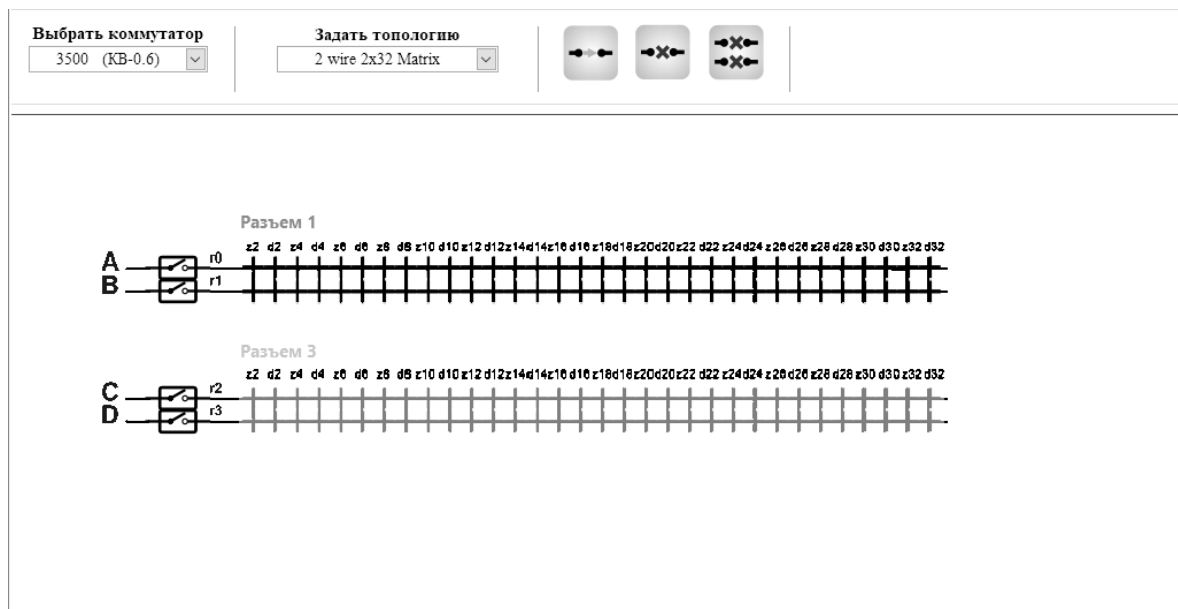 Выбрать коммутатор
3500 (КВ-0.6)
Задать топологию
2 wire 2x32 Matrix
Разъем 1
z2 d2 z4 d4 z6 d6 z8 d8 z10 d10 z12 d12 z14 d14 z16 d16 z18 d18 z20 d20 z22 d22 z24 d24 z26 d26 z28 d28 z30 d30 z32 d32
A r0
B r1
Разъем 3
z2 d2 z4 d4 z6 d6 z8 d8 z10 d10 z12 d12 z14 d14 z16 d16 z18 d18 z20 d20 z22 d22 z24 d24 z26 d26 z28 d28 z30 d30 z32 d32
C r2
D r3